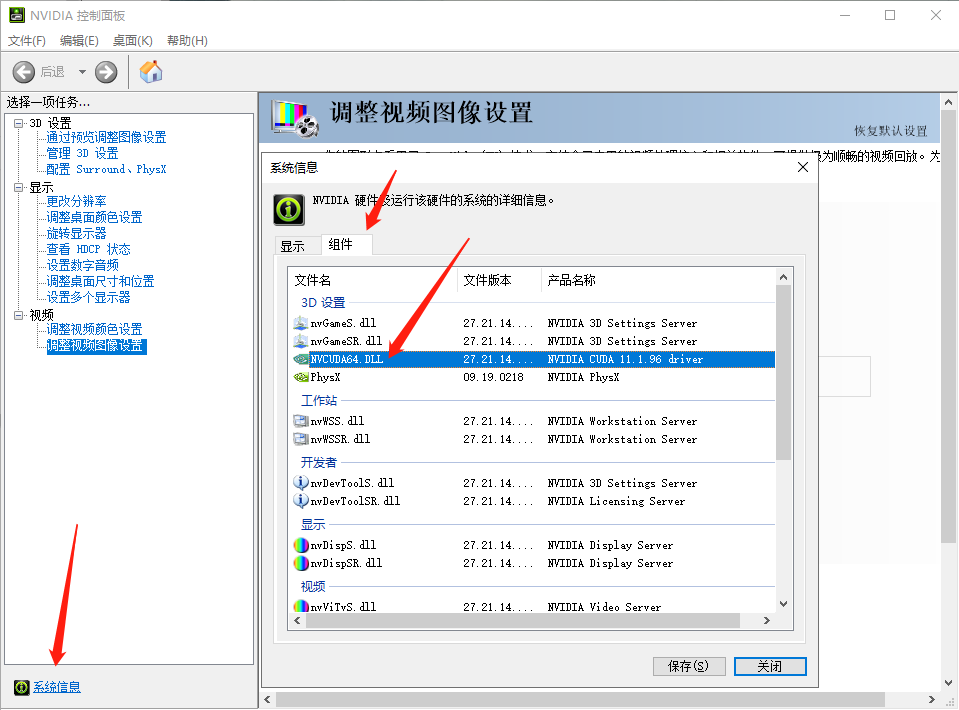 NVIDIA 控制面板
文件(F) 编辑(E) 桌面(K) 帮助(H)
后退
选择一项任务...
3D 设置
通过预览调整图像设置
管理 3D 设置
配置 Surround、PhysX
显示
更改分辨率
调整桌面颜色设置
旋转显示器
查看 HDCP 状态
设置数字音频
调整桌面尺寸和位置
设置多个显示器
视频
调整视频颜色设置
调整视频图像设置
系统信息
调整视频图像设置
恢复默认设置
为顺畅的视频回放。为
系统信息
NVIDIA 硬件及运行该硬件的系统的详细信息。
显示 组件
文件名 文件版本 产品名称
3D 设置
nvGameS.dll 27.21.14.... NVIDIA 3D Settings Server
nvGameSR.dll 27.21.14.... NVIDIA 3D Settings Server
NVCUDA64.DLL 27.21.14.... NVIDIA CUDA 11.1.96 driver
PhysX 09.19.0218 NVIDIA PhysX
工作站
nvWSS.dll 27.21.14.... NVIDIA Workstation Server
nvWSSR.dll 27.21.14.... NVIDIA Workstation Server
开发者
nvDevToolS.dll 27.21.14.... NVIDIA 3D Settings Server
nvDevToolSR.dll 27.21.14.... NVIDIA Licensing Server
显示
nvDispS.dll 27.21.14.... NVIDIA Display Server
nvDispSR.dll 27.21.14.... NVIDIA Display Server
视频
nvViTvS.dll 27.21.14.... NVIDIA Video Server
保存(S) 关闭